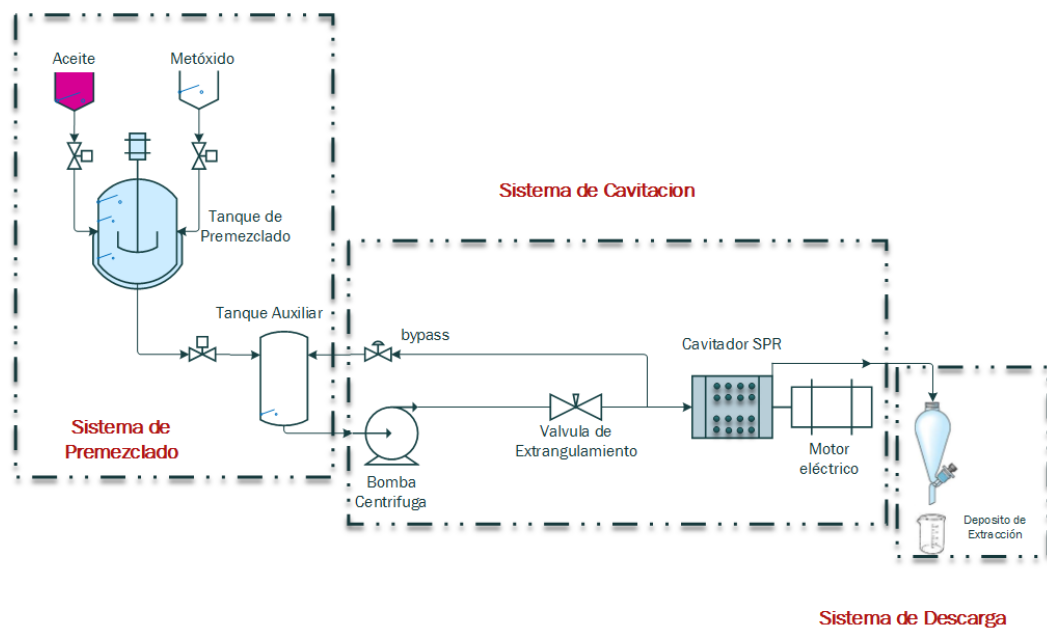 Aceite
Metóxido
Tanque de
Premezclado
Sistema de Cavitacion
Tanque Auxiliar
bypass
Cavitador SPR
Sistema de
Premezclado
Valvula de
Extrangulamiento
Motor
eléctrico
Bomba
Centrifuga
Deposito de
Extracción
Sistema de Descarga